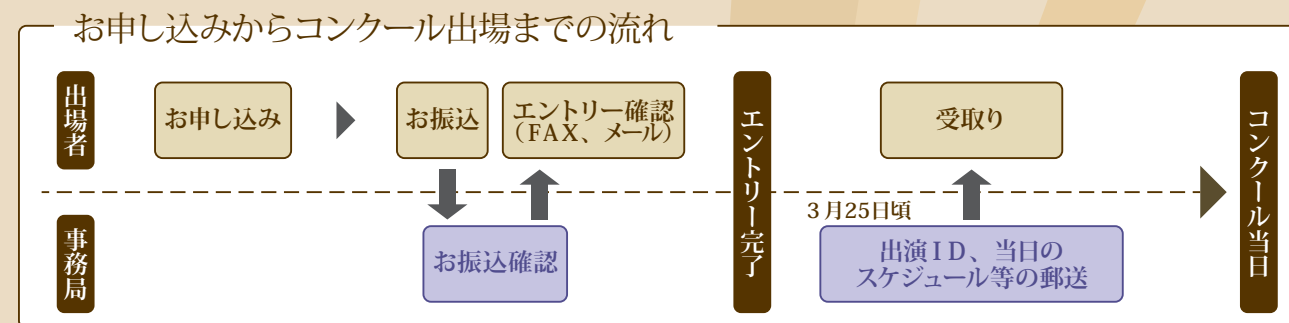 お申し込みからコンクール出場までの流れ
出場者
お申し込み
お振込
エントリー確認
（FAX、メール）
エントリー完了
受取り
コンクール当日
事務局
お振込確認
3月25日頃
出演ID、当日の
スケジュール等の郵送